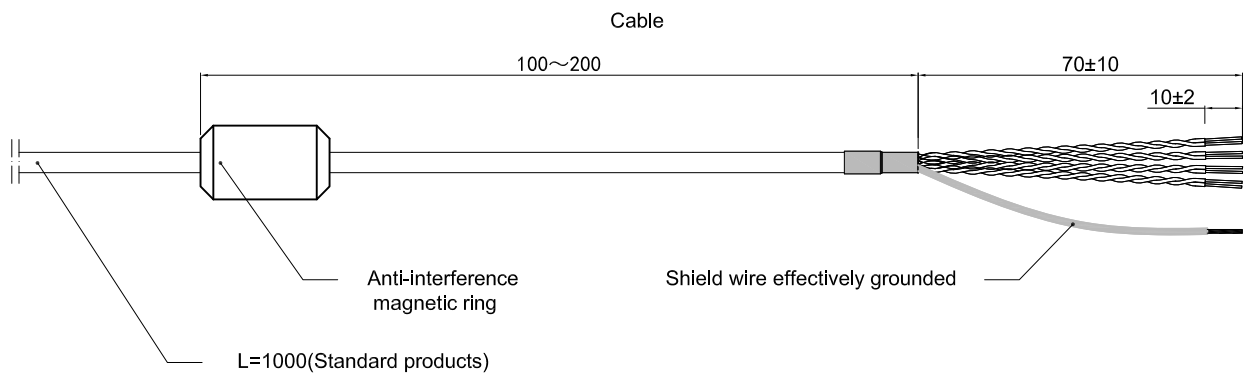 Cable
100～200
70±10
10±2
Anti-interference
magnetic ring
Shield wire effectively grounded
L=1000(Standard products)